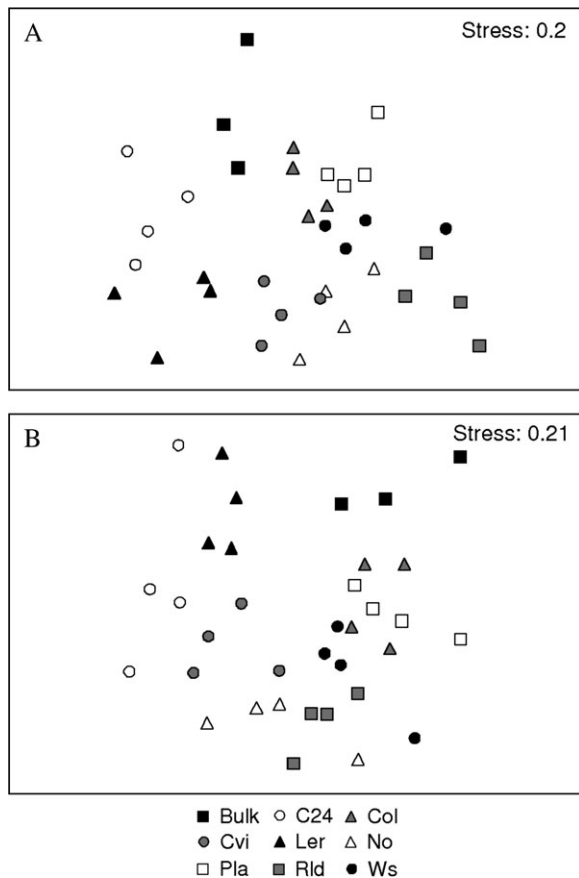 A
Stress: 0.2
B
Stress: 0.21
Bulk C24 Col
Cvi Ler No
Pla Rld Ws